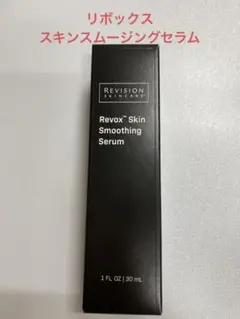 リボックス
スキンスムージングセラム
REVISION
SKINCARE®
Revox™ Skin
Smoothing
Serum
1 FL OZ | 30 mL